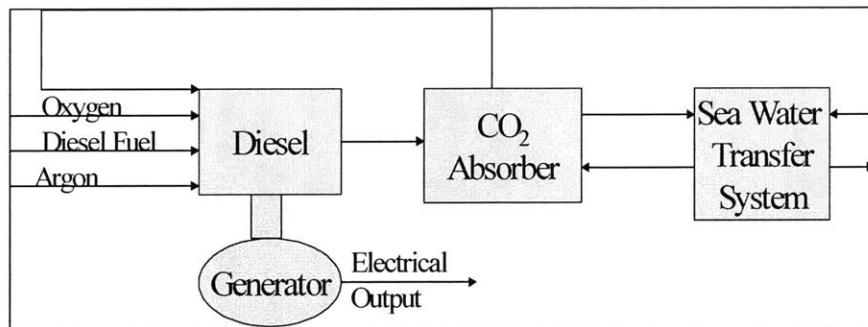 Oxygen
Diesel Fuel
Argon
Diesel
CO₂
Absorber
Sea Water
Transfer
System
Generator
Electrical
Output